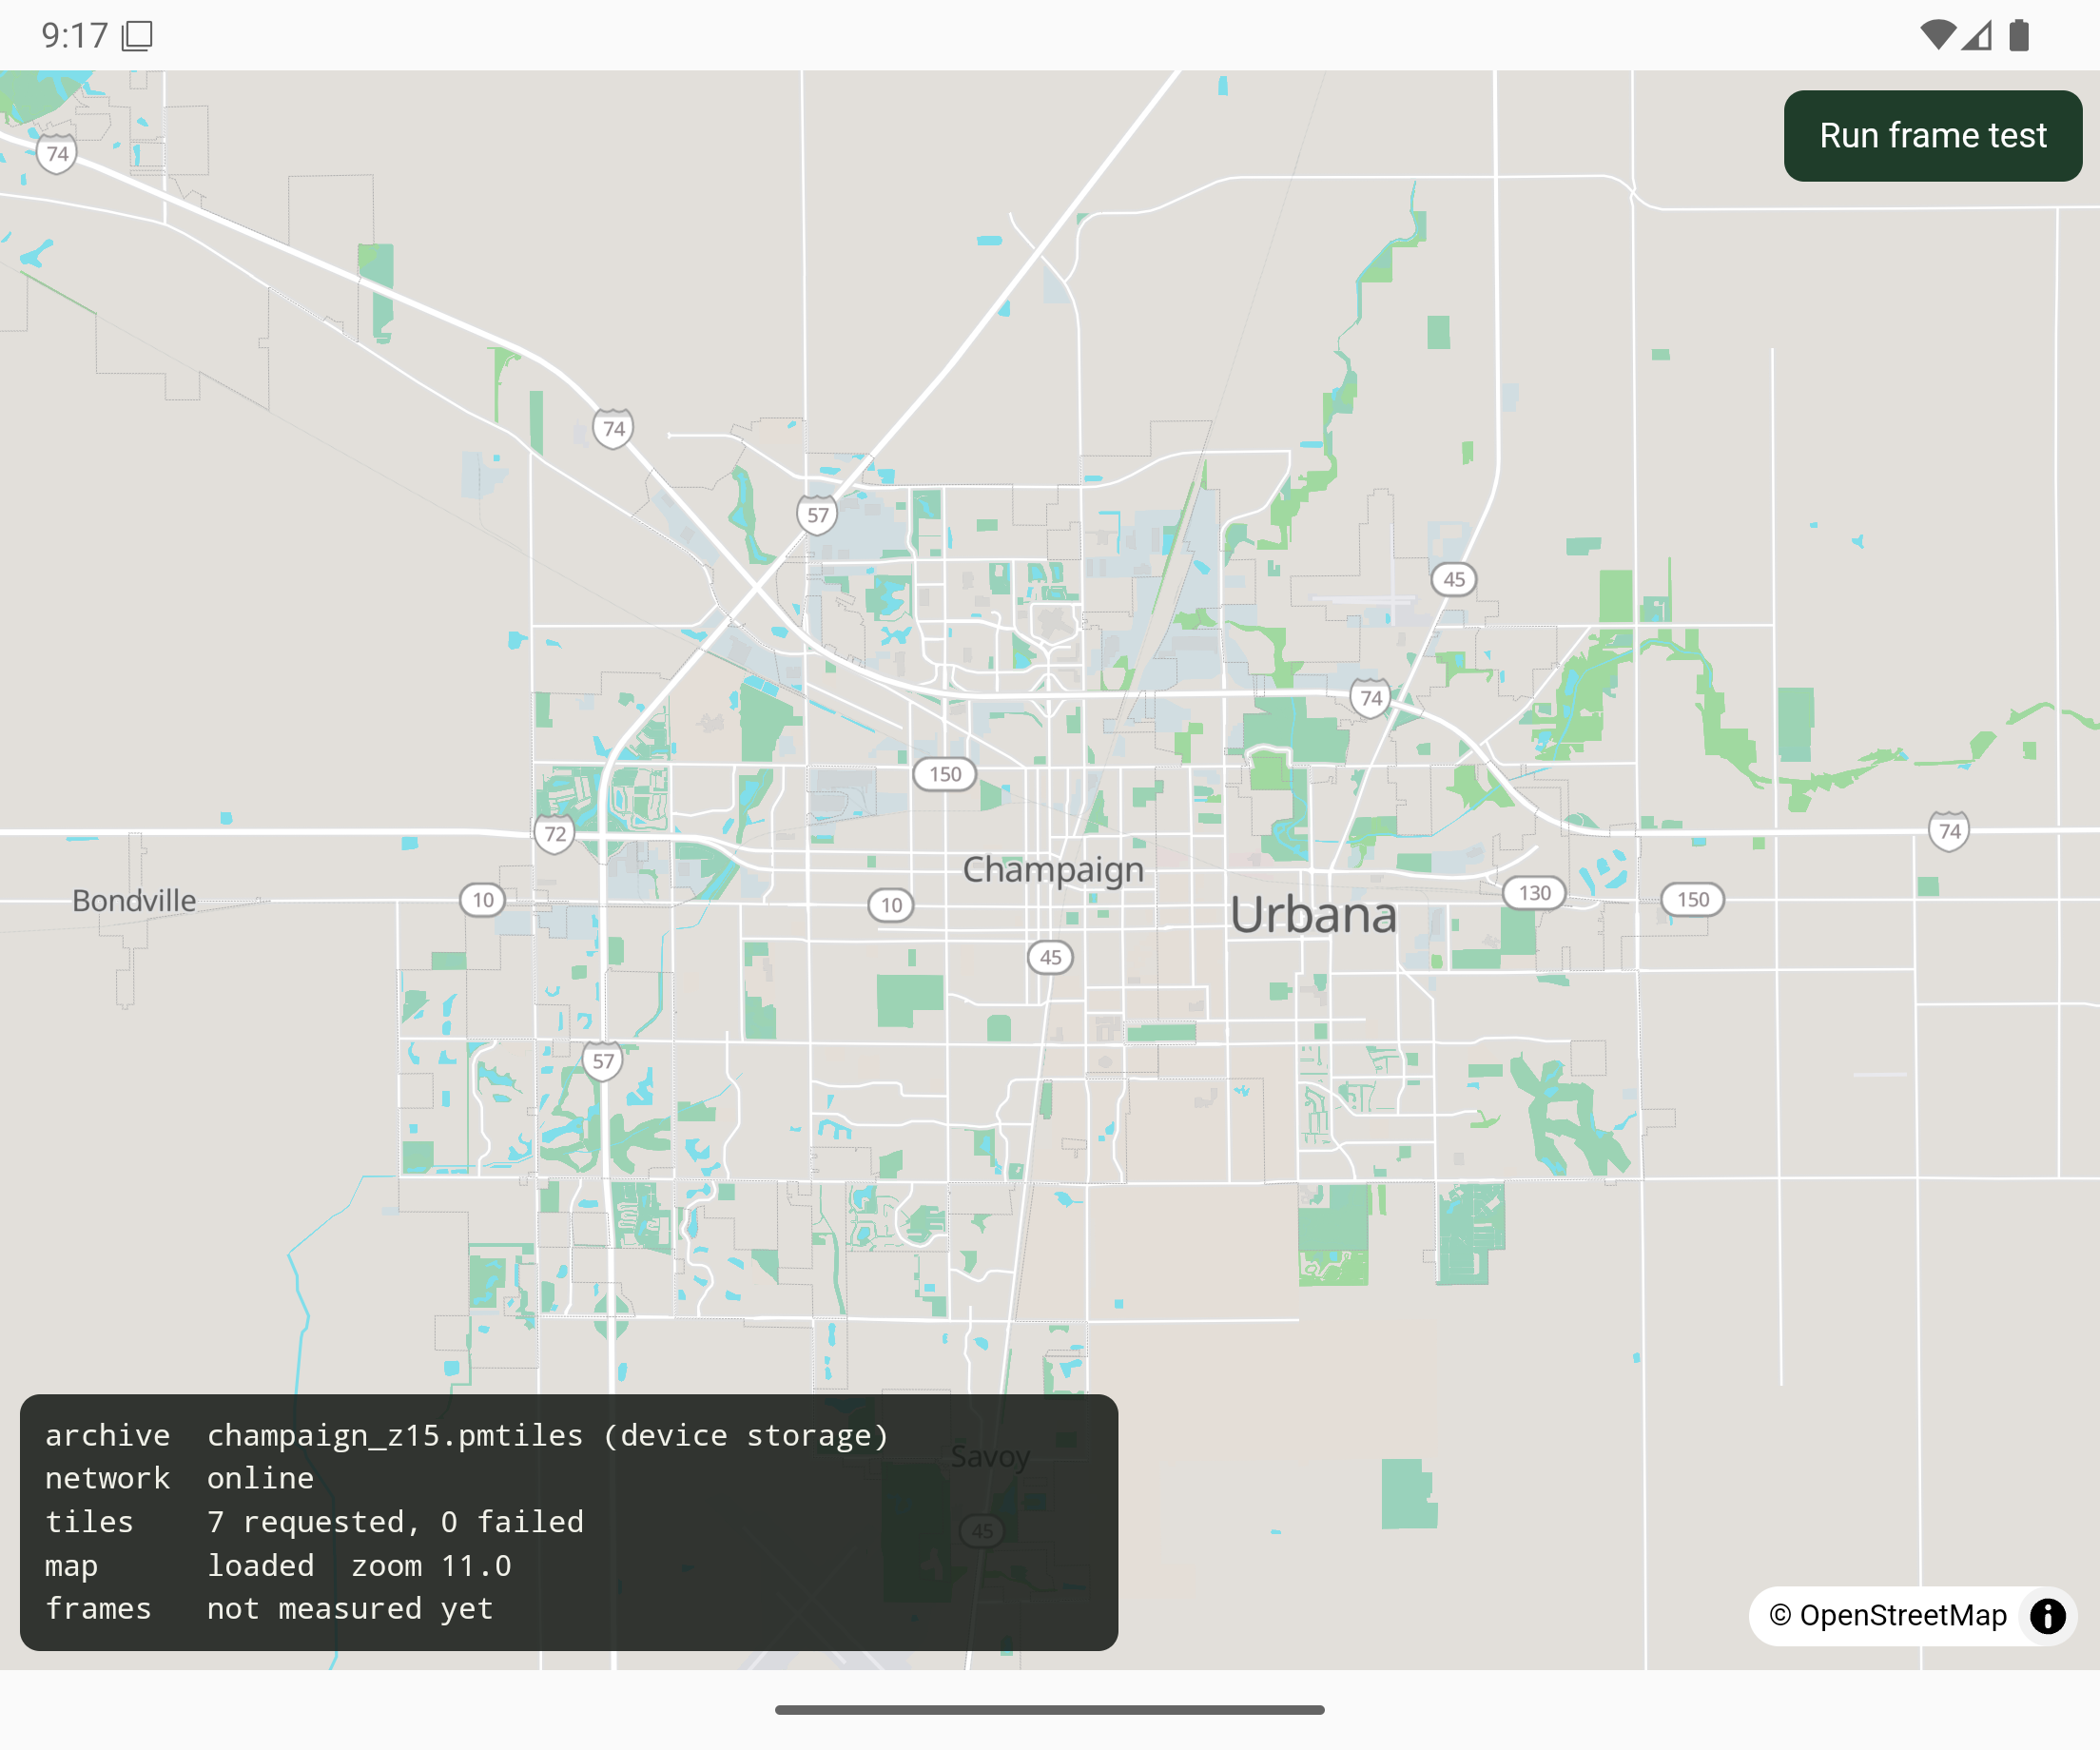 9:17
Run frame test
74
74
57
45
74
150
72
74
Champaign
Bondville
10
10
Urbana
130
150
45
57
archive champaign_z15.pmtiles (device storage)
Savoy
network online
tiles 7 requested, 0 failed
45
map loaded zoom 11.0
frames not measured yet
© OpenStreetMap